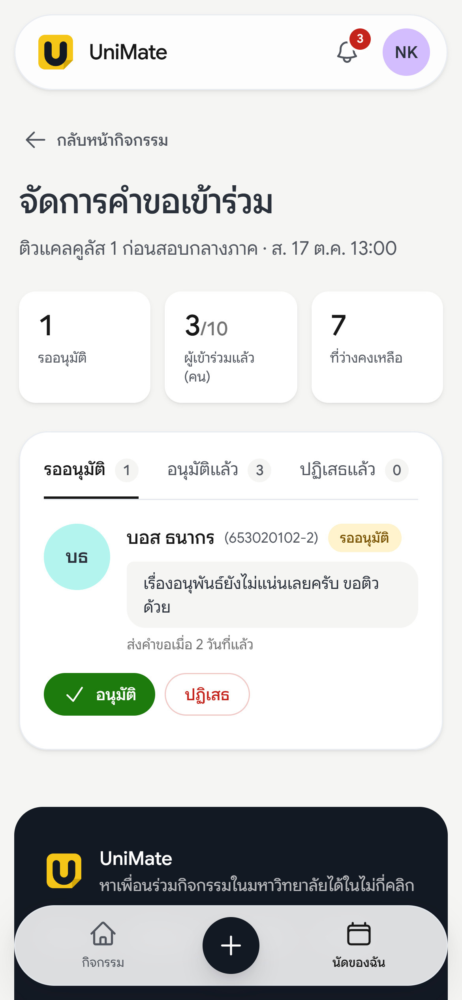 UniMate
3
NK
กลับหน้ากิจกรรม
จัดการคำขอเข้าร่วม
ติวแคลคูลัส 1 ก่อนสอบกลางภาค · ส. 17 ต.ค. 13:00
1
รออนุมัติ
3/10
ผู้เข้าร่วมแล้ว
(คน)
7
ที่ว่างคงเหลือ
รออนุมัติ 1
อนุมัติแล้ว 3
ปฏิเสธแล้ว 0
บธ
บอส ธนากร (653020102-2) รออนุมัติ
เรื่องอนุพันธ์ยังไม่แน่นเลยครับ ขอติว
ด้วย
ส่งคำขอเมื่อ 2 วันที่แล้ว
อนุมัติ
ปฏิเสธ
UniMate
หาเพื่อนร่วมกิจกรรมในมหาวิทยาลัยได้ในไม่กี่คลิก
กิจกรรม
นัดของฉัน